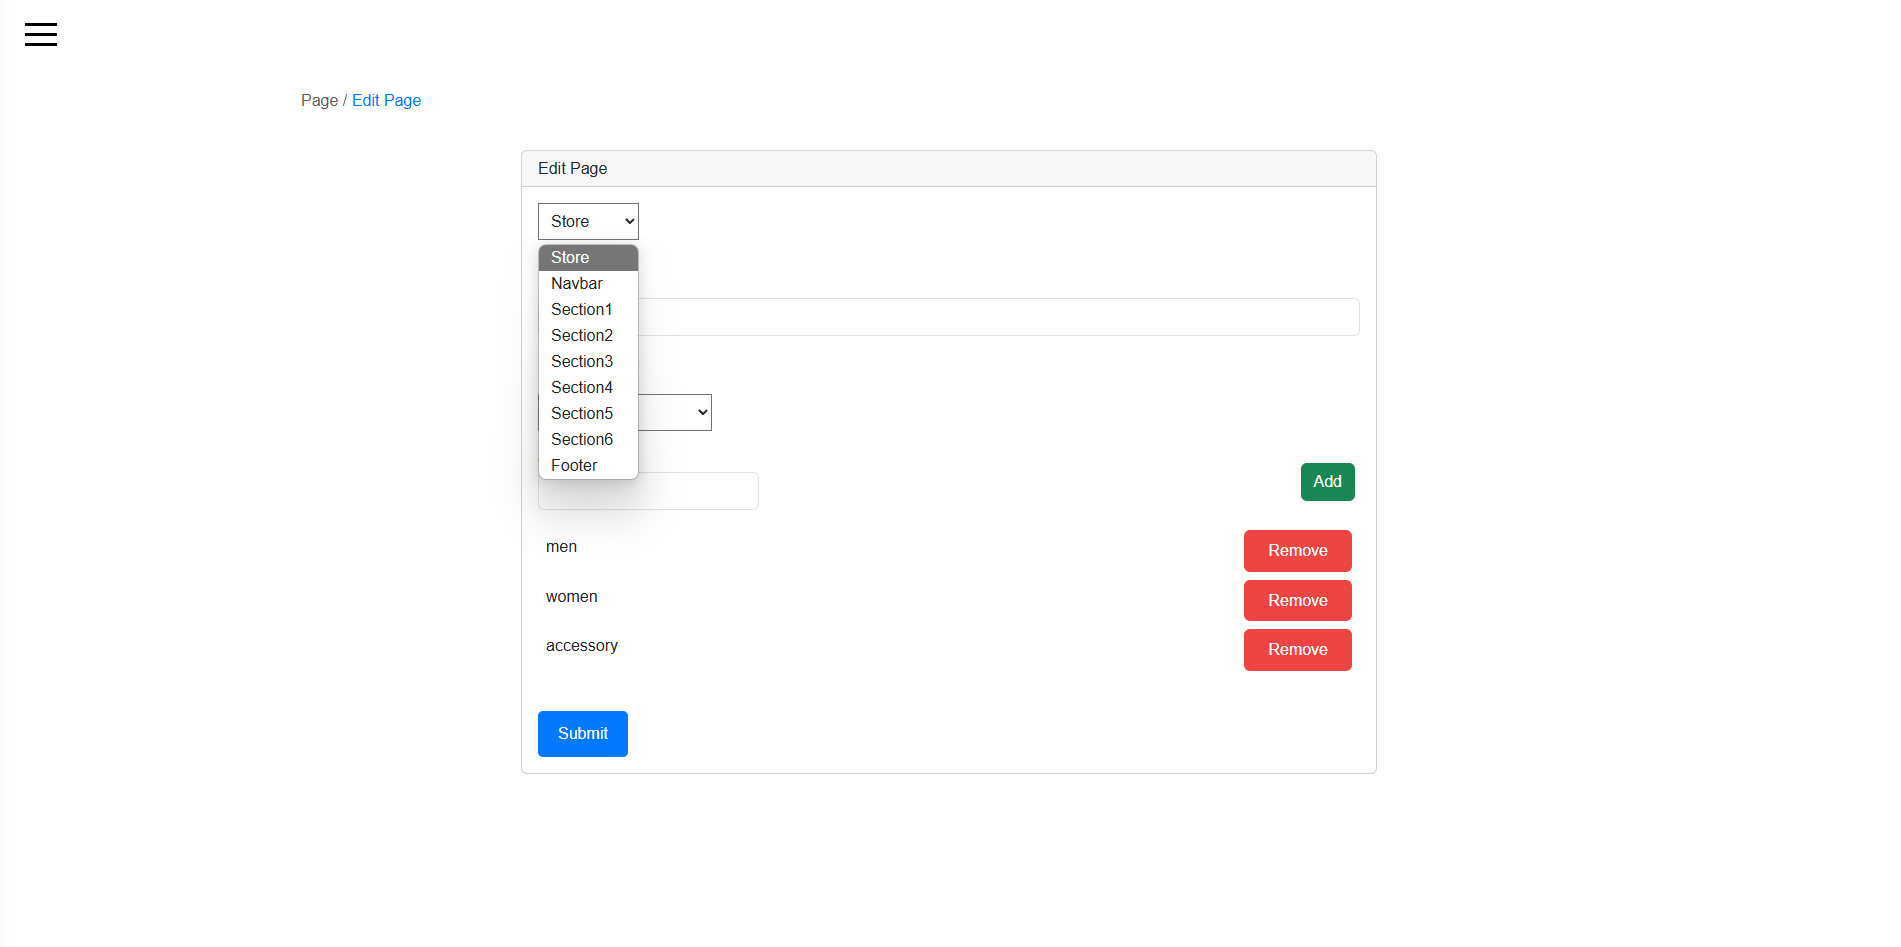 Page / Edit Page
Edit Page
Store
Store
Navbar
Section1
Section2
Section3
Section4
Section5
Section6
Footer
Add
men
Remove
women
Remove
accessory
Remove
Submit